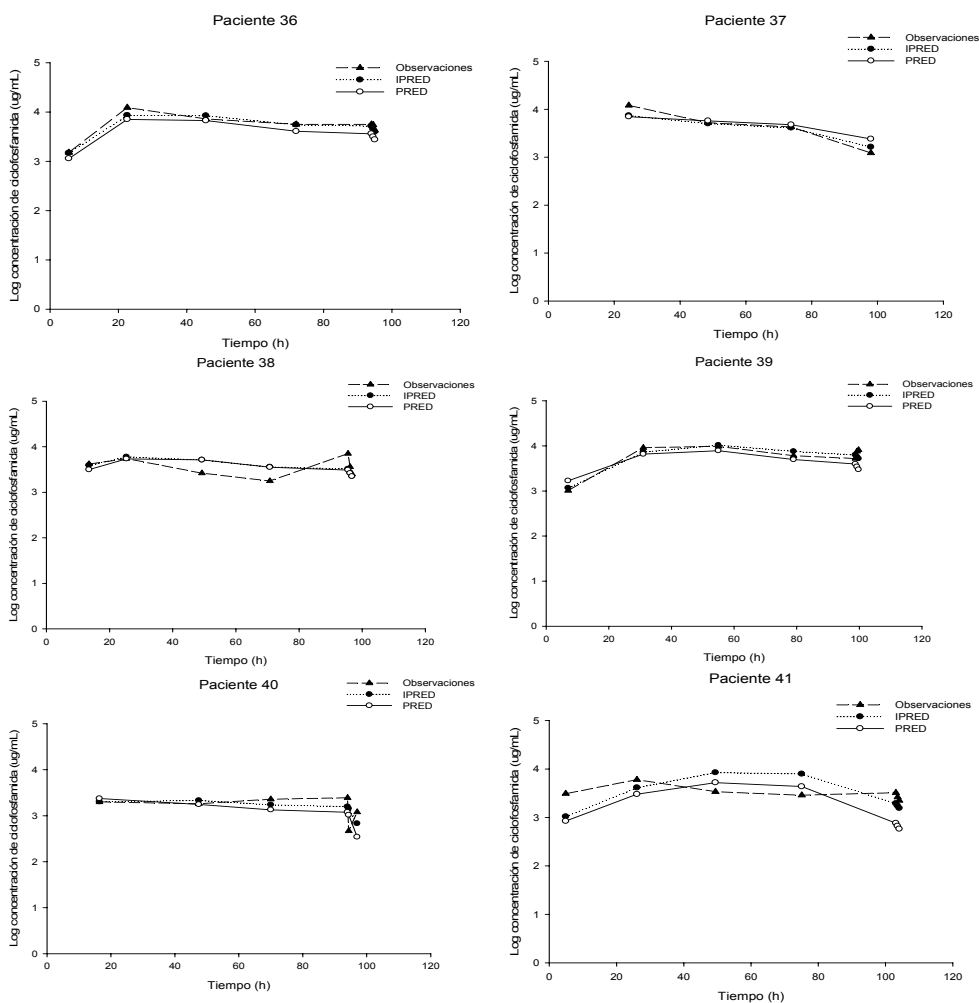 Paciente 36
Observaciones
IPRED
PRED
Log concentración de ciclofosfamida (ug/mL)
5
4
3
2
1
0
0 20 40 60 80 100 120
Tiempo (h)
Paciente 37
Observaciones
IPRED
PRED
Log concentración de ciclofosfamida (ug/mL)
5
4
3
2
1
0
0 20 40 60 80 100 120
Tiempo (h)
Paciente 38
Observaciones
IPRED
PRED
Log concentración de ciclofosfamida (ug/mL)
5
4
3
2
1
0
0 20 40 60 80 100 120
Tiempo (h)
Paciente 39
Observaciones
IPRED
PRED
Log concentración de ciclofosfamida (ug/mL)
5
4
3
2
1
0
0 20 40 60 80 100 120
Tiempo (h)
Paciente 40
Observaciones
IPRED
PRED
Log concentración de ciclofosfamida (ug/mL)
5
4
3
2
1
0
0 20 40 60 80 100 120
Tiempo (h)
Paciente 41
Observaciones
IPRED
PRED
Log concentración de ciclofosfamida (ug/mL)
5
4
3
2
1
0
0 20 40 60 80 100 120
Tiempo (h)